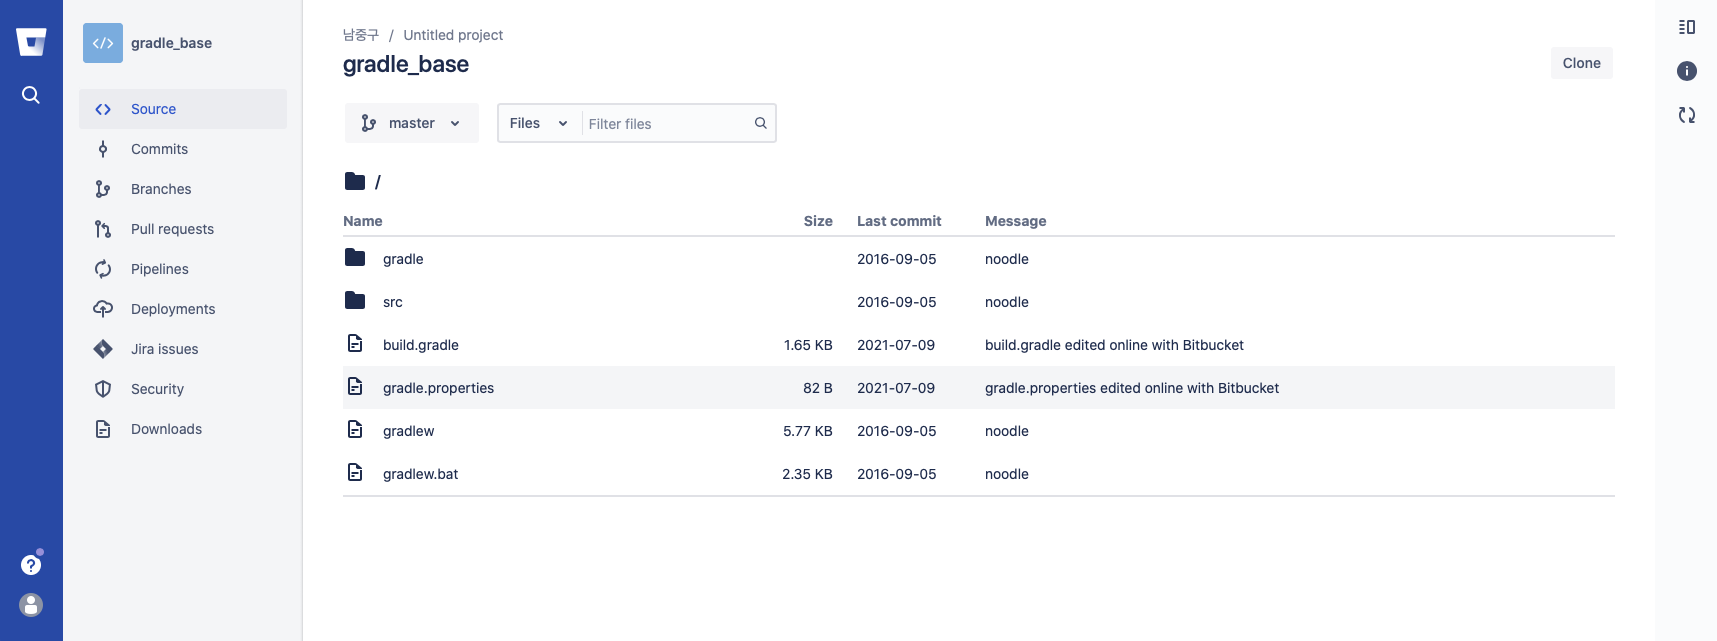 gradle_base
Source
Commits
Branches
Pull requests
Pipelines
Deployments
Jira issues
Security
Downloads
남중구 / Untitled project
gradle_base
Clone
master
Files Filter files
/
Name Size Last commit Message
gradle 2016-09-05 noodle
src 2016-09-05 noodle
build.gradle 1.65 KB 2021-07-09 build.gradle edited online with Bitbucket
gradle.properties 82 B 2021-07-09 gradle.properties edited online with Bitbucket
gradlew 5.77 KB 2016-09-05 noodle
gradlew.bat 2.35 KB 2016-09-05 noodle